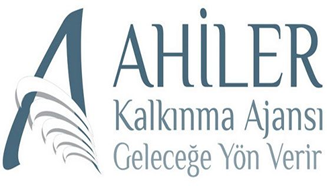 AHİLER
Kalkınma Ajansı
Geleceğe Yön Verir